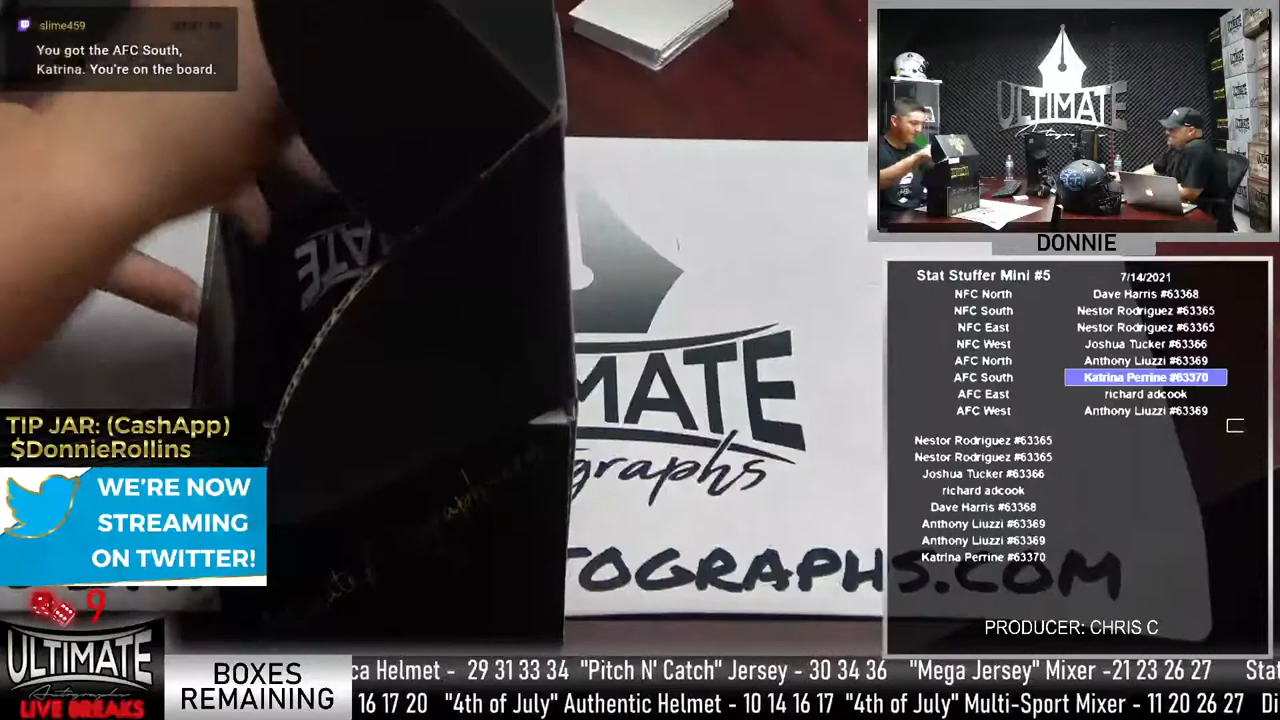 slime459
You got the AFC South,
Katrina. You're on the board.
ULTIMATE
DONNIE
Stat Stuffer Mini #5 7/14/2021
NFC North Dave Harris #63368
NFC South Nestor Rodriguez #63365
NFC East Nestor Rodriguez #63365
NFC West Joshua Tucker #63366
AFC North Anthony Liuzzi #63369
AFC South Katrina Perrine #63370
AFC East richard adcook
AFC West Anthony Liuzzi #63369
Nestor Rodriguez #63365
Nestor Rodriguez #63365
Joshua Tucker #63366
richard adcook
Dave Harris #63368
Anthony Liuzzi #63369
Anthony Liuzzi #63369
Katrina Perrine #63370
PRODUCER: CHRIS C
MATE
MATE
graphs
TOGRAPHS.COM
TIP JAR: (CashApp)
$DonnieRollins
WE'RE NOW
STREAMING
ON TWITTER!
9
ULTIMATE
Autographs
LIVE BREAKS
BOXES
REMAINING
ca Helmet - 29 31 33 34 "Pitch N' Catch" Jersey - 30 34 36 "Mega Jersey" Mixer -21 23 26 27 Stat
16 17 20 "4th of July" Authentic Helmet - 10 14 16 17 "4th of July" Multi-Sport Mixer - 11 20 26 27 Di